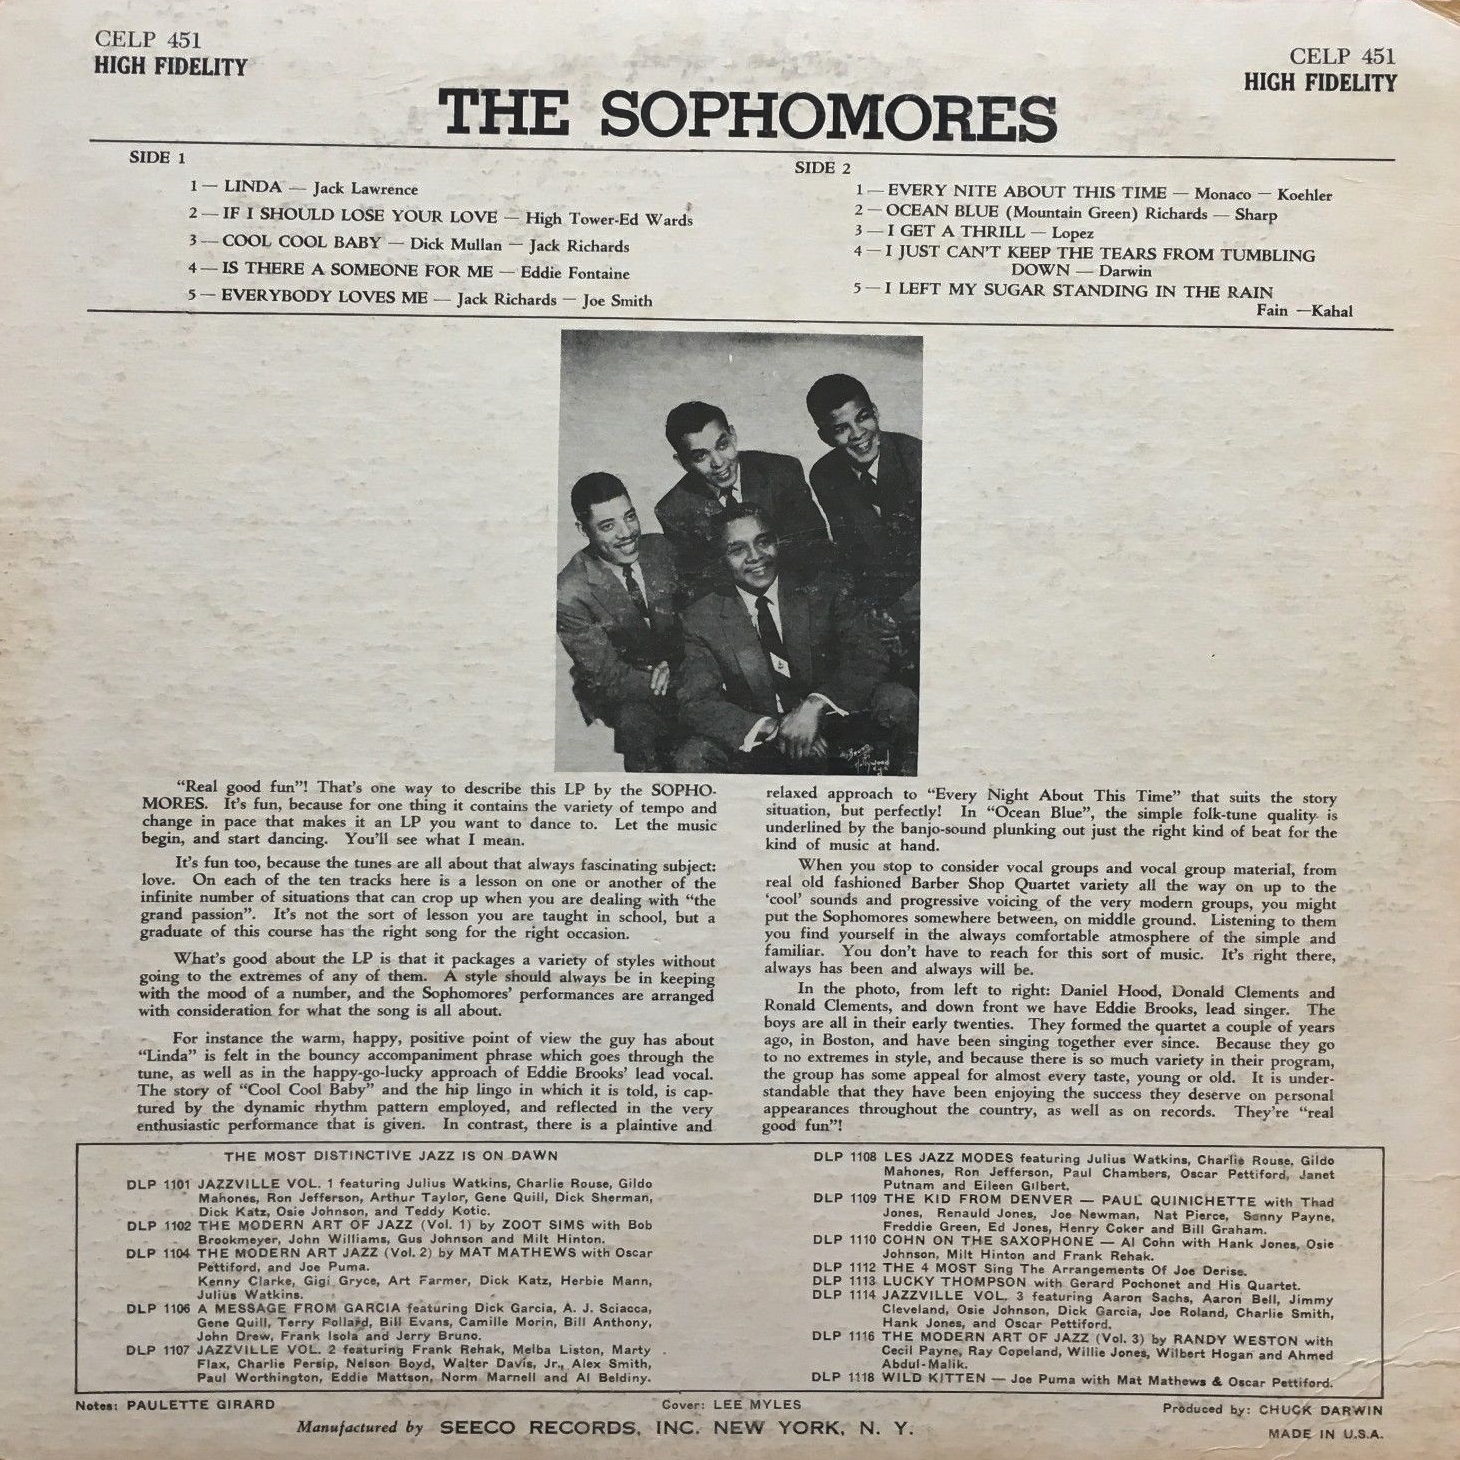 CELP 451
HIGH FIDELITY
CELP 451
HIGH FIDELITY
THE SOPHOMORES
SIDE 1
1 — LINDA — Jack Lawrence
2 — IF I SHOULD LOSE YOUR LOVE — High Tower-Ed Wards
3 — COOL COOL BABY — Dick Mullan — Jack Richards
4 — IS THERE A SOMEONE FOR ME — Eddie Fontaine
5 — EVERYBODY LOVES ME — Jack Richards — Joe Smith
SIDE 2
1 — EVERY NITE ABOUT THIS TIME — Monaco — Koehler
2 — OCEAN BLUE (Mountain Green) Richards — Sharp
3 — I GET A THRILL — Lopez
4 — I JUST CAN'T KEEP THE TEARS FROM TUMBLING
DOWN — Darwin
5 — I LEFT MY SUGAR STANDING IN THE RAIN
Fain —Kahal
Hollywood
"Real good fun"! That's one way to describe this LP by the SOPHO-
MORES. It's fun, because for one thing it contains the variety of tempo and
change in pace that makes it an LP you want to dance to. Let the music
begin, and start dancing. You'll see what I mean.
It's fun too, because the tunes are all about that always fascinating subject:
love. On each of the ten tracks here is a lesson on one or another of the
infinite number of situations that can crop up when you are dealing with "the
grand passion". It's not the sort of lesson you are taught in school, but a
graduate of this course has the right song for the right occasion.
What's good about the LP is that it packages a variety of styles without
going to the extremes of any of them. A style should always be in keeping
with the mood of a number, and the Sophomores' performances are arranged
with consideration for what the song is all about.
For instance the warm, happy, positive point of view the guy has about
"Linda" is felt in the bouncy accompaniment phrase which goes through the
tune, as well as in the happy-go-lucky approach of Eddie Brooks' lead vocal.
The story of "Cool Cool Baby" and the hip lingo in which it is told, is cap-
tured by the dynamic rhythm pattern employed, and reflected in the very
enthusiastic performance that is given. In contrast, there is a plaintive and
relaxed approach to "Every Night About This Time" that suits the story
situation, but perfectly! In "Ocean Blue", the simple folk-tune quality is
underlined by the banjo-sound plunking out just the right kind of beat for the
kind of music at hand.
When you stop to consider vocal groups and vocal group material, from
real old fashioned Barber Shop Quartet variety all the way on up to the
'cool' sounds and progressive voicing of the very modern groups, you might
put the Sophomores somewhere between, on middle ground. Listening to them
you find yourself in the always comfortable atmosphere of the simple and
familiar. You don't have to reach for this sort of music. It's right there,
always has been and always will be.
In the photo, from left to right: Daniel Hood, Donald Clements and
Ronald Clements, and down front we have Eddie Brooks, lead singer. The
boys are all in their early twenties. They formed the quartet a couple of years
ago, in Boston, and have been singing together ever since. Because they go
to no extremes in style, and because there is so much variety in their program,
the group has some appeal for almost every taste, young or old. It is under-
standable that they have been enjoying the success they deserve on personal
appearances throughout the country, as well as on records. They're "real
good fun"!
THE MOST DISTINCTIVE JAZZ IS ON DAWN
DLP 1101 JAZZVILLE VOL. 1 featuring Julius Watkins, Charlie Rouse, Gildo
Mahones, Ron Jefferson, Arthur Taylor, Gene Quill, Dick Sherman,
Dick Katz, Osie Johnson, and Teddy Kotic.
DLP 1102 THE MODERN ART OF JAZZ (Vol. 1) by ZOOT SIMS with Bob
Brookmeyer, John Williams, Gus Johnson and Milt Hinton.
DLP 1104 THE MODERN ART JAZZ (Vol. 2) by MAT MATHEWS with Oscar
Pettiford, and Joe Puma.
Kenny Clarke, Gigi Gryce, Art Farmer, Dick Katz, Herbie Mann,
Julius Watkins.
DLP 1106 A MESSAGE FROM GARCIA featuring Dick Garcia, A. J. Sciacca,
Gene Quill, Terry Pollard, Bill Evans, Camille Morin, Bill Anthony,
John Drew, Frank Isola and Jerry Bruno.
DLP 1107 JAZZVILLE VOL. 2 featuring Frank Rehak, Melba Liston, Marty
Flax, Charlie Persip, Nelson Boyd, Walter Davis, Jr., Alex Smith,
Paul Worthington, Eddie Mattson, Norm Marnell and Al Beldiny.
DLP 1108 LES JAZZ MODES featuring Julius Watkins, Charlie Rouse, Gildo
Mahones, Ron Jefferson, Paul Chambers, Oscar Pettiford, Janet
Putnam and Eileen Gilbert.
DLP 1109 THE KID FROM DENVER — PAUL QUINICHETTE with Thad
Jones, Renauld Jones, Joe Newman, Nat Pierce, Sonny Payne,
Freddie Green, Ed Jones, Henry Coker and Bill Graham.
DLP 1110 COHN ON THE SAXOPHONE — Al Cohn with Hank Jones, Osie
Johnson, Milt Hinton and Frank Rehak.
DLP 1112 THE 4 MOST Sing The Arrangements Of Joe Derise.
DLP 1113 LUCKY THOMPSON with Gerard Pochonet and His Quartet.
DLP 1114 JAZZVILLE VOL. 3 featuring Aaron Sachs, Aaron Bell, Jimmy
Cleveland, Osie Johnson, Dick Garcia, Joe Roland, Charlie Smith,
Hank Jones, and Oscar Pettiford.
DLP 1116 THE MODERN ART OF JAZZ (Vol. 3) by RANDY WESTON with
Cecil Payne, Ray Copeland, Willie Jones, Wilbert Hogan and Ahmed
Abdul-Malik.
DLP 1118 WILD KITTEN — Joe Puma with Mat Mathews & Oscar Pettiford.
Notes: PAULETTE GIRARD
Cover: LEE MYLES
Produced by: CHUCK DARWIN
Manufactured by SEECO RECORDS, INC. NEW YORK, N. Y.
MADE IN U.S.A.